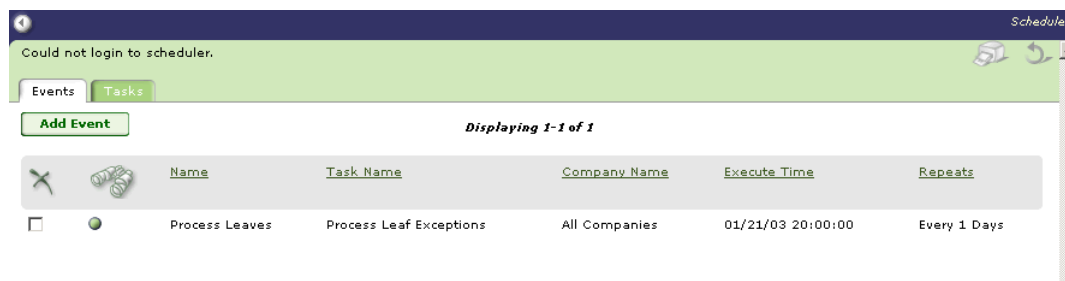 Schedule
Could not login to scheduler.
Events Tasks
Add Event Displaying 1-1 of 1
Name Task Name Company Name Execute Time Repeats
Process Leaves Process Leaf Exceptions All Companies 01/21/03 20:00:00 Every 1 Days